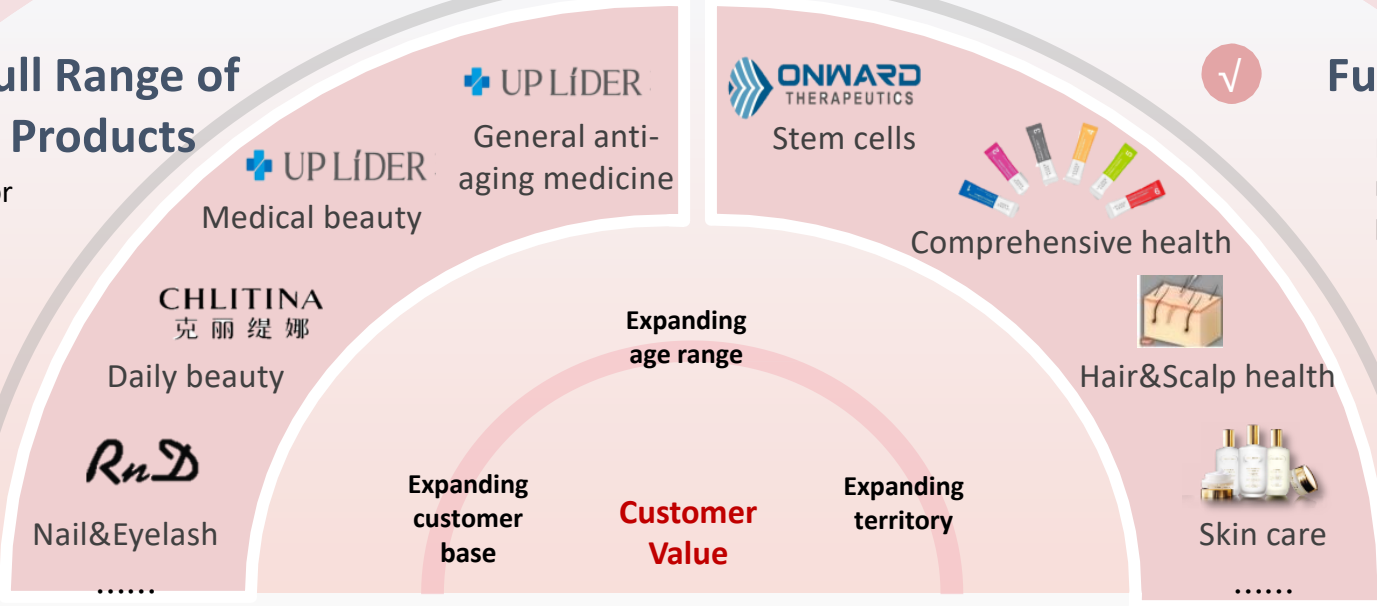 ull Range of
Products
or
UP LÍDER
General anti-
aging medicine
UP LÍDER
Medical beauty
CHLITINA
克丽缇娜
Daily beauty
RnD
Nail&Eyelash
......
ONWARD
THERAPEUTICS
Stem cells
Comprehensive health
Hair&Scalp health
Skin care
......
√
Fu
Expanding
age range
Expanding
customer
base
Customer
Value
Expanding
territory